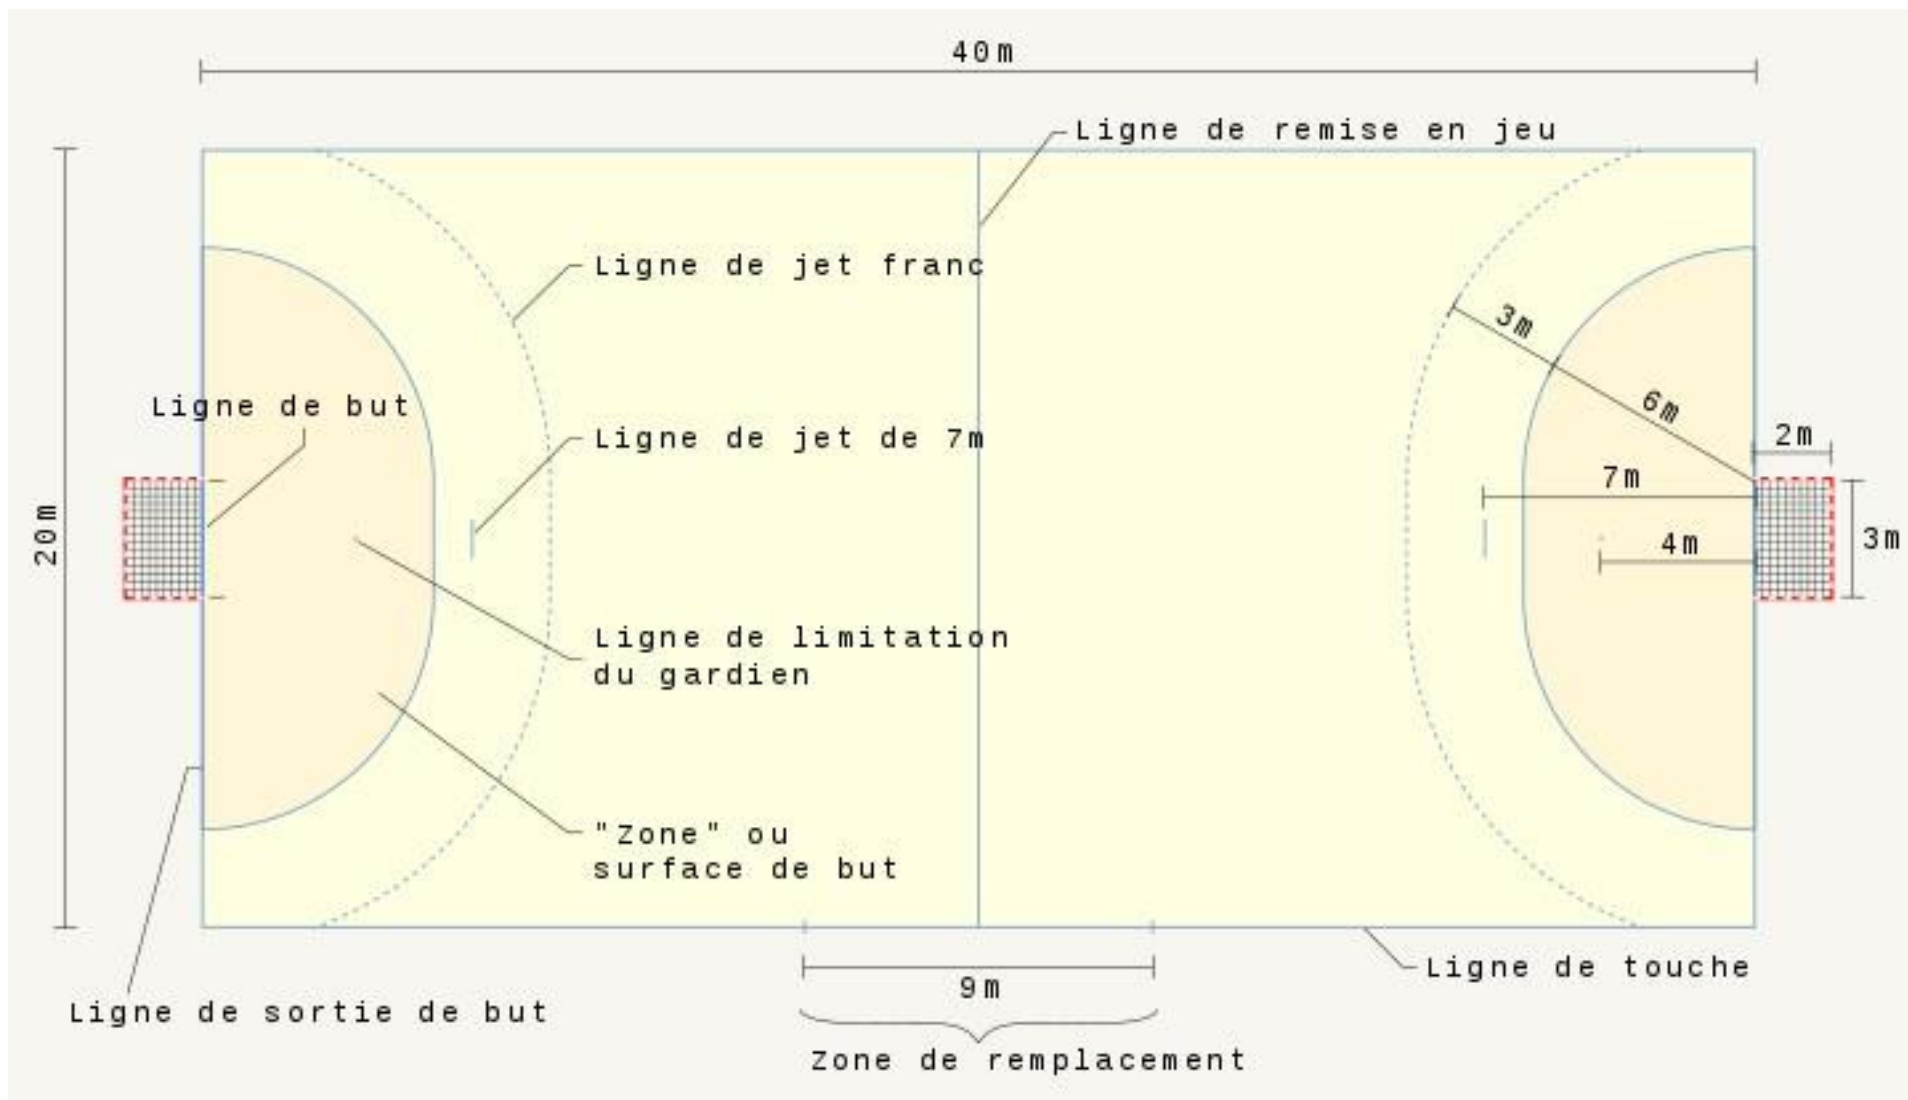 40m
Ligne de remise en jeu
Ligne de jet franc
3m
Ligne de but
6m
2m
Ligne de jet de 7m
7m
20m
4m
3m
Ligne de limitation
du gardien
"Zone" ou
surface de but
Ligne de touche
9m
Ligne de sortie de but
Zone de remplacement